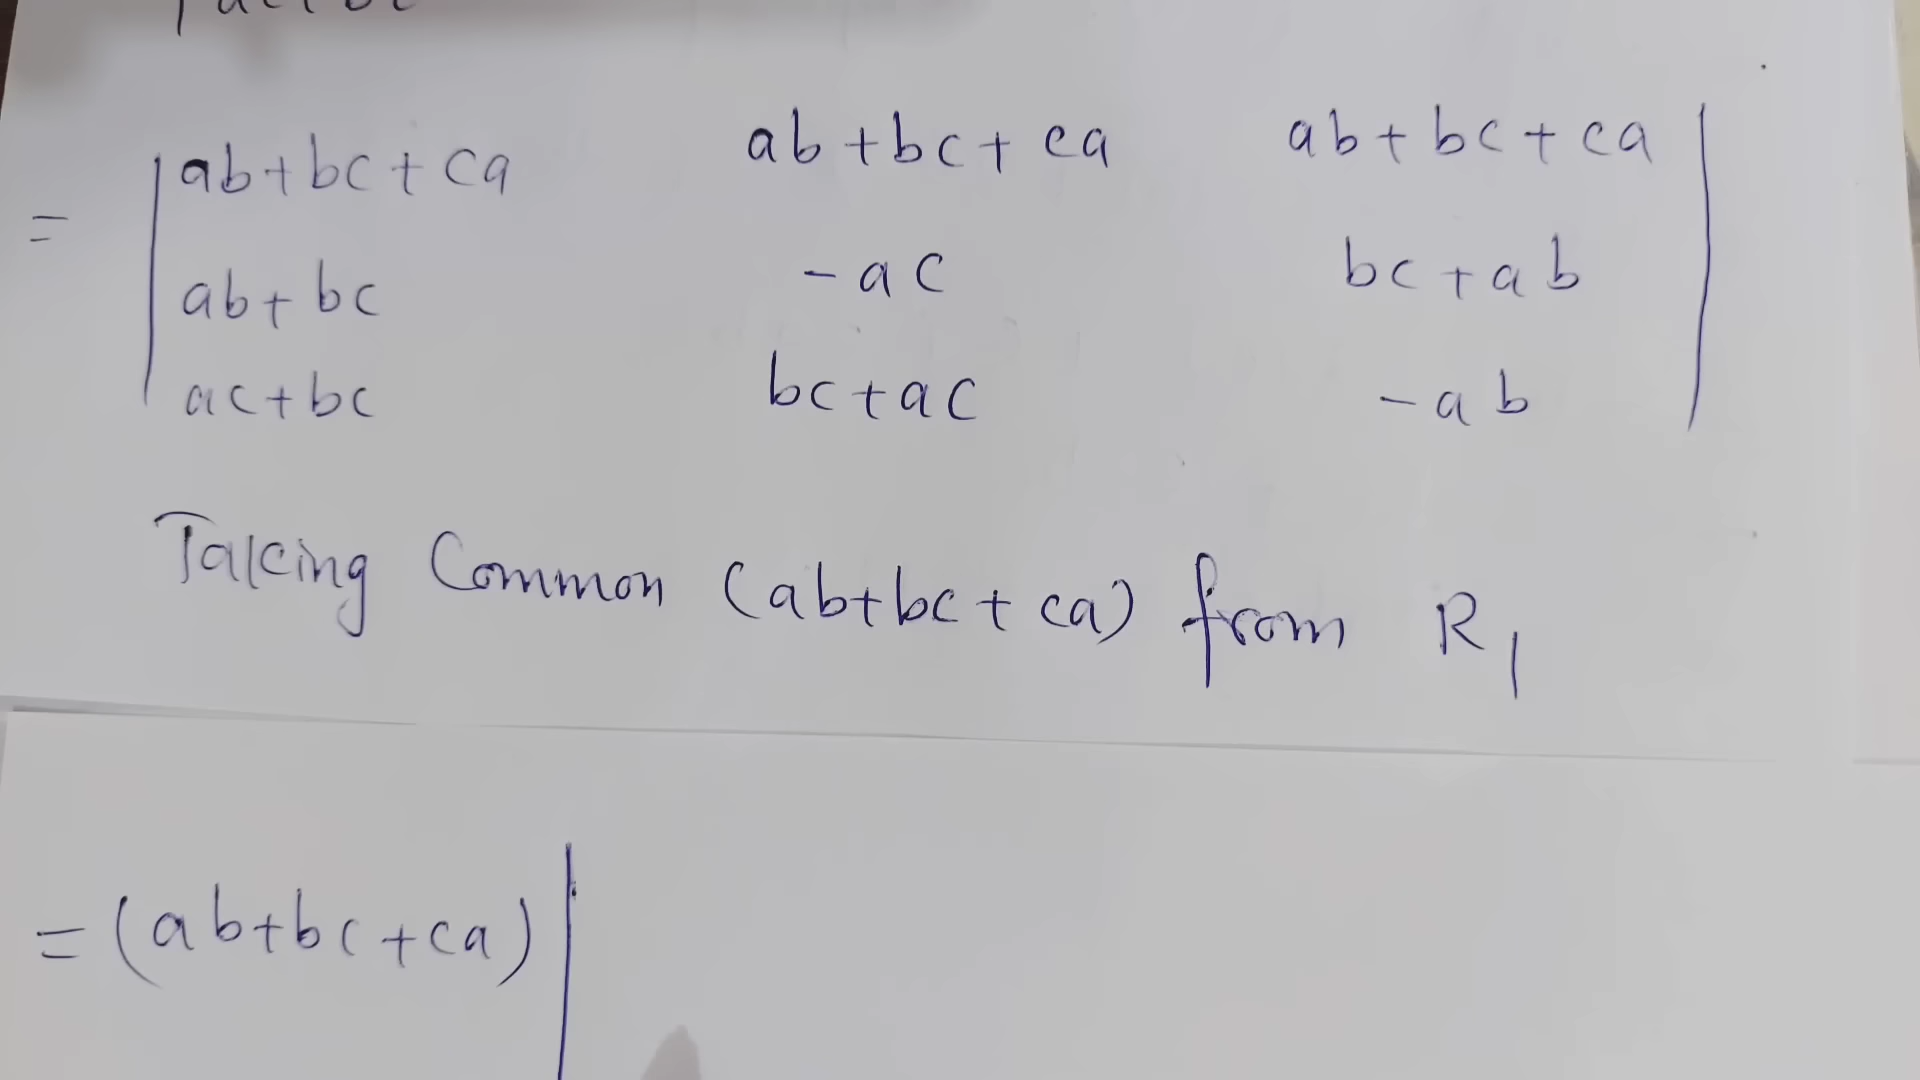 ab+bc+ca ab+bc+ca ab+bc+ca
= | ab+bc -ac bc+ab |
ac+bc bc+ac -ab
Taking Common (ab+bc+ca) from R1
= (ab+bc+ca) |